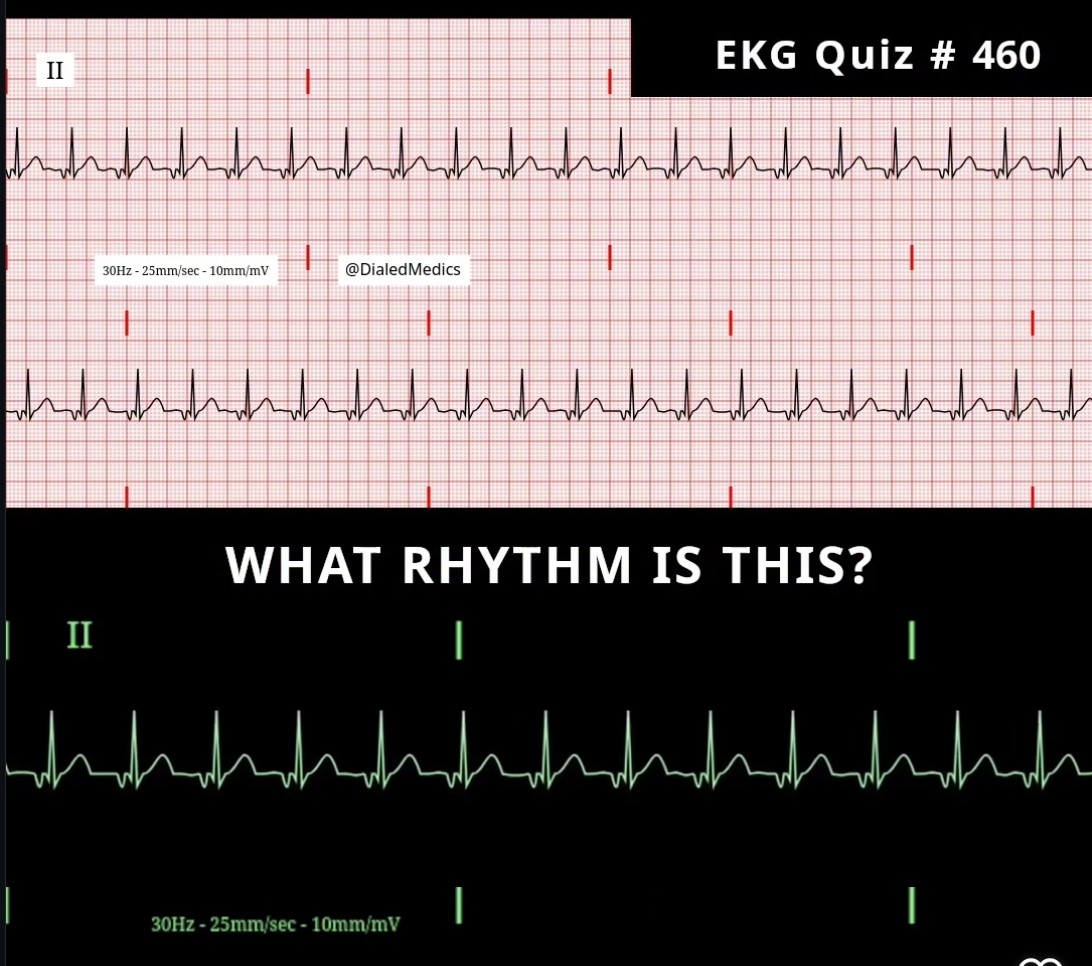 EKG Quiz # 460
II
30Hz - 25mm/sec - 10mm/mV
@DialedMedics
WHAT RHYTHM IS THIS?
II
30Hz - 25mm/sec - 10mm/mV